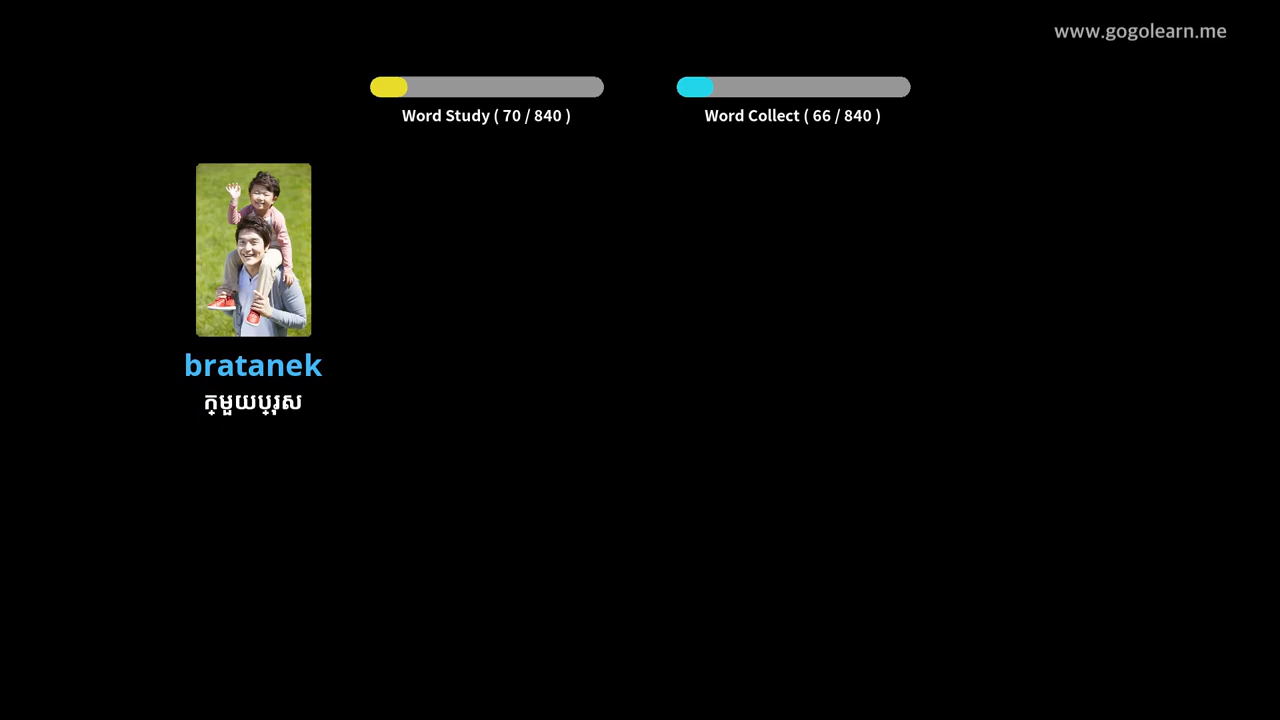 www.gogolearn.me
Word Study ( 70 / 840 )
Word Collect ( 66 / 840 )
bratanek
ក្មួយប្រុស